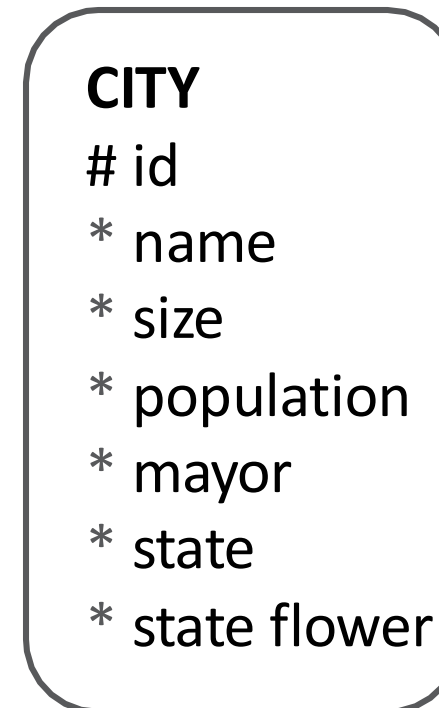 CITY
# id
* name
* size
* population
* mayor
* state
* state flower